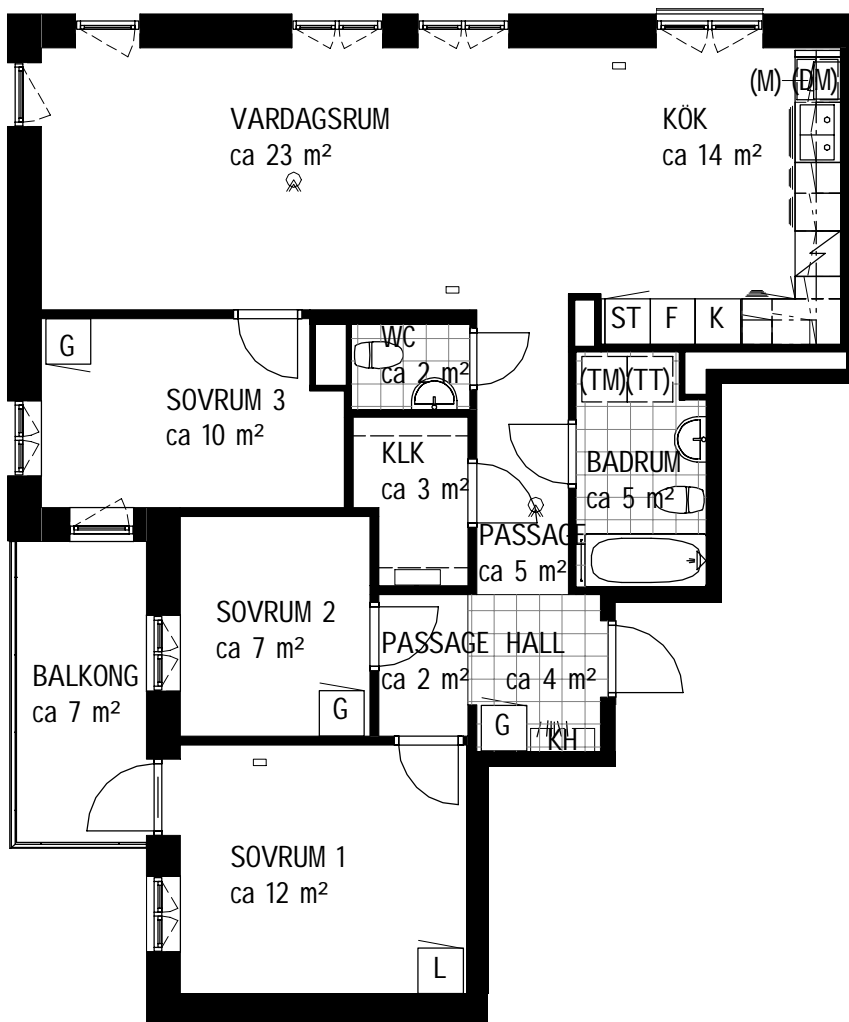 (M) (DM)
VARDAGSRUM
ca 23 m²
KÖK
ca 14 m²
ST F K
G
WC
ca 2 m²
(TM) (TT)
SOVRUM 3
ca 10 m²
KLK
ca 3 m²
BADRUM
ca 5 m²
PASSAGE
ca 5 m²
SOVRUM 2
ca 7 m²
PASSAGE
ca 2 m²
HALL
ca 4 m²
BALKONG
ca 7 m²
G
G
KH
SOVRUM 1
ca 12 m²
L